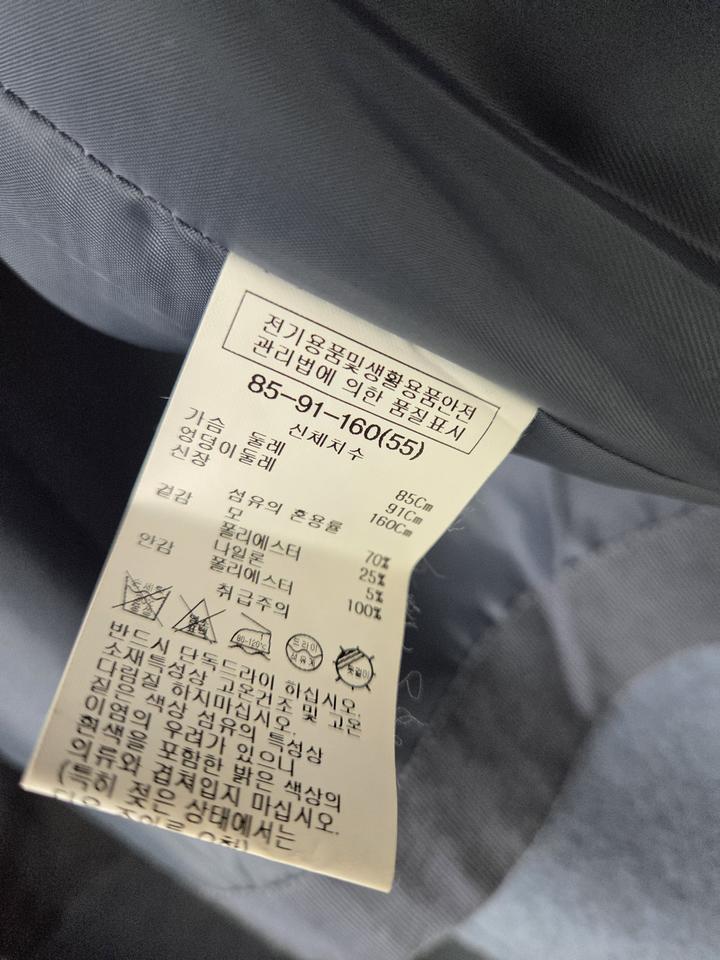 전기용품및생활용품안전
관리법에 의한 품질표시
85-91-160(55)
신체치수
가슴 둘레 85Cm
엉덩이둘레 91Cm
신장 160Cm
섬유의 혼용률
겉감 모 70%
폴리에스터 25%
나일론 5%
안감 폴리에스터 100%
취급주의
80-120℃
드라이
반드시 단독드라이 하십시오.
소재특성상 고온건조 및 고온
다림질 하지마십시오.
짙은 색상 섬유의 특성상
이염의 우려가 있으니
흰색을 포함한 밝은 색상의
의류와 겹쳐입지 마십시오.
(특히 젖은 상태에서는